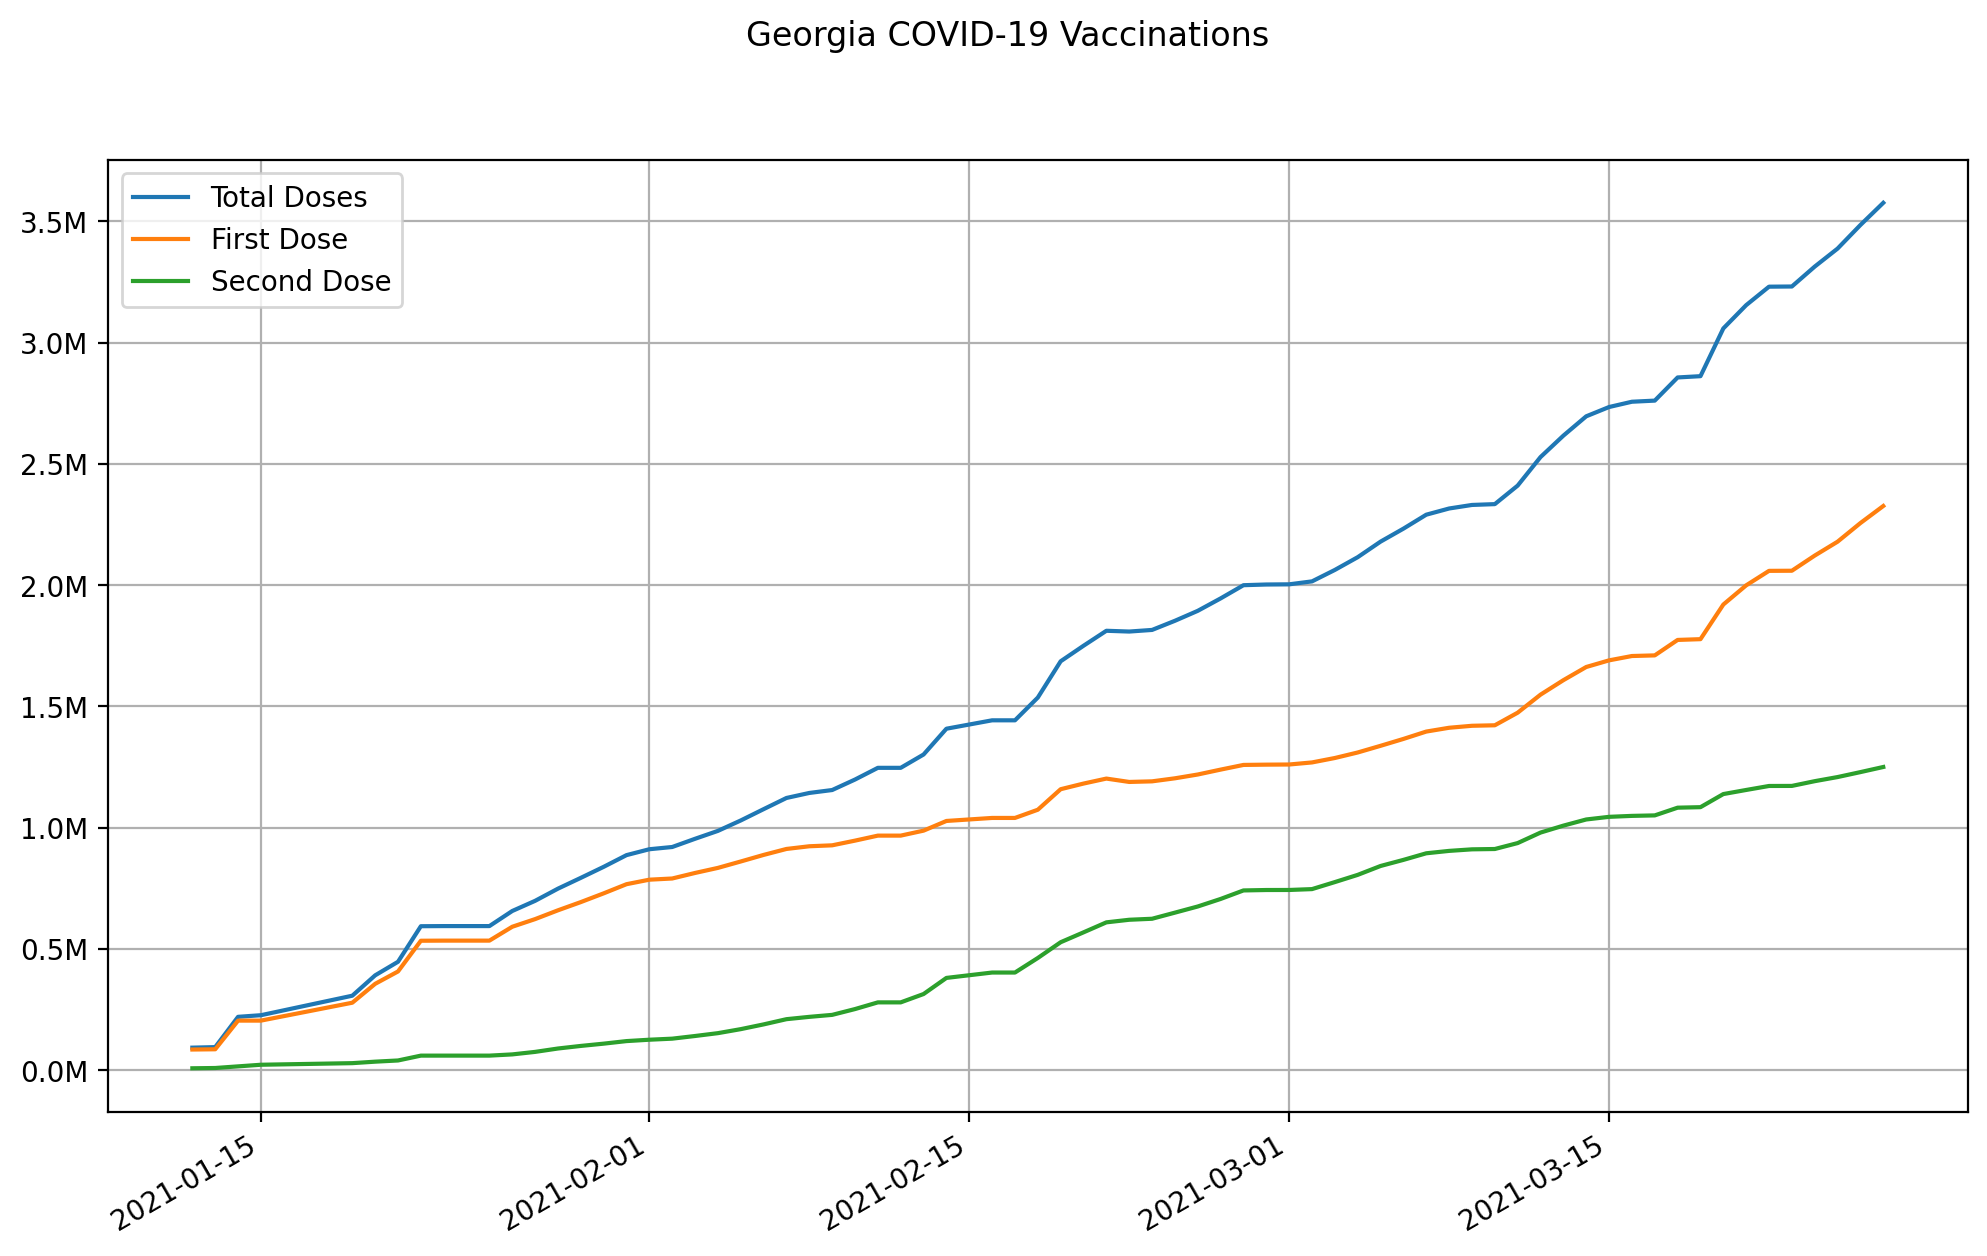 Georgia COVID-19 Vaccinations
Total Doses
First Dose
Second Dose
3.5M
3.0M
2.5M
2.0M
1.5M
1.0M
0.5M
0.0M
2021-01-15
2021-02-01
2021-02-15
2021-03-01
2021-03-15